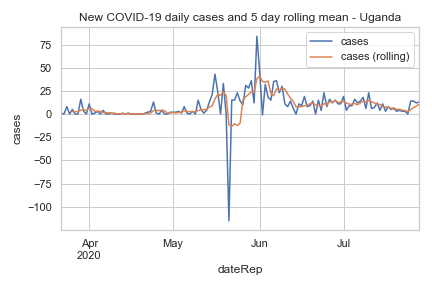 New COVID-19 daily cases and 5 day rolling mean - Uganda
cases
cases (rolling)
75
50
25
0
−25
−50
−75
−100
cases
Apr
2020
May
Jun
Jul
dateRep